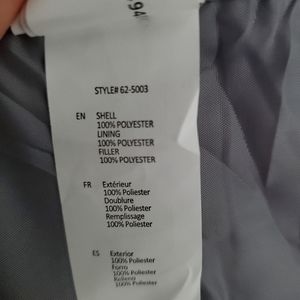 94
STYLE# 62-5003
EN SHELL
100% POLYESTER
LINING
100% POLYESTER
FILLER
100% POLYESTER
FR Extérieur
100% Poliester
Doublure
100% Poliester
Remplissage
100% Poliester
ES Exterior
100% Poliester
Forro
100% Poliester
Relleno
100% Poliester